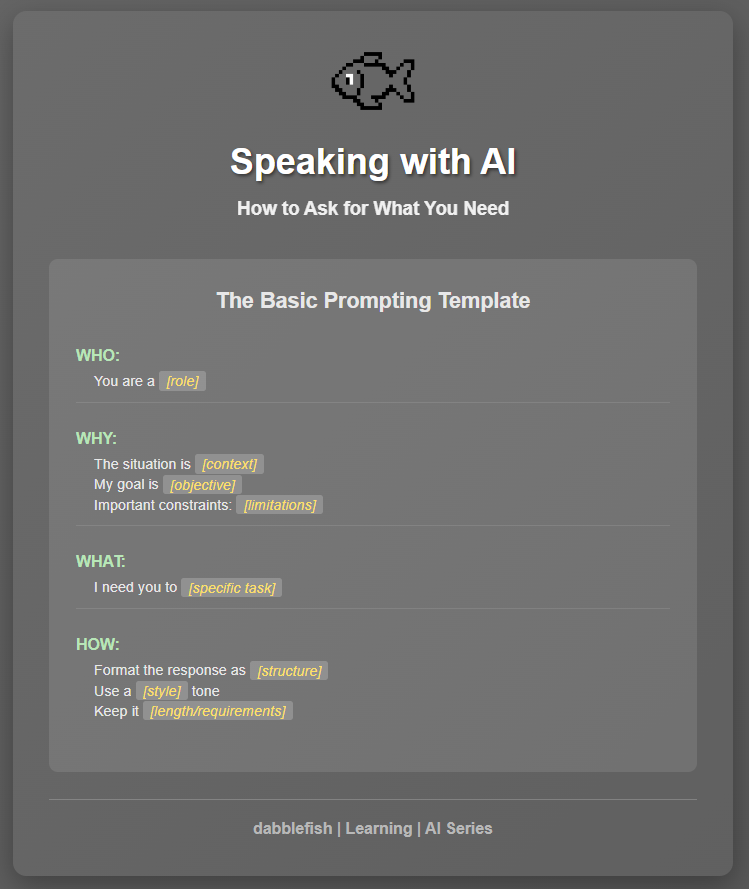 Speaking with AI
How to Ask for What You Need
The Basic Prompting Template
WHO:
You are a [role]
WHY:
The situation is [context]
My goal is [objective]
Important constraints: [limitations]
WHAT:
I need you to [specific task]
HOW:
Format the response as [structure]
Use a [style] tone
Keep it [length/requirements]
dabblefish | Learning | AI Series